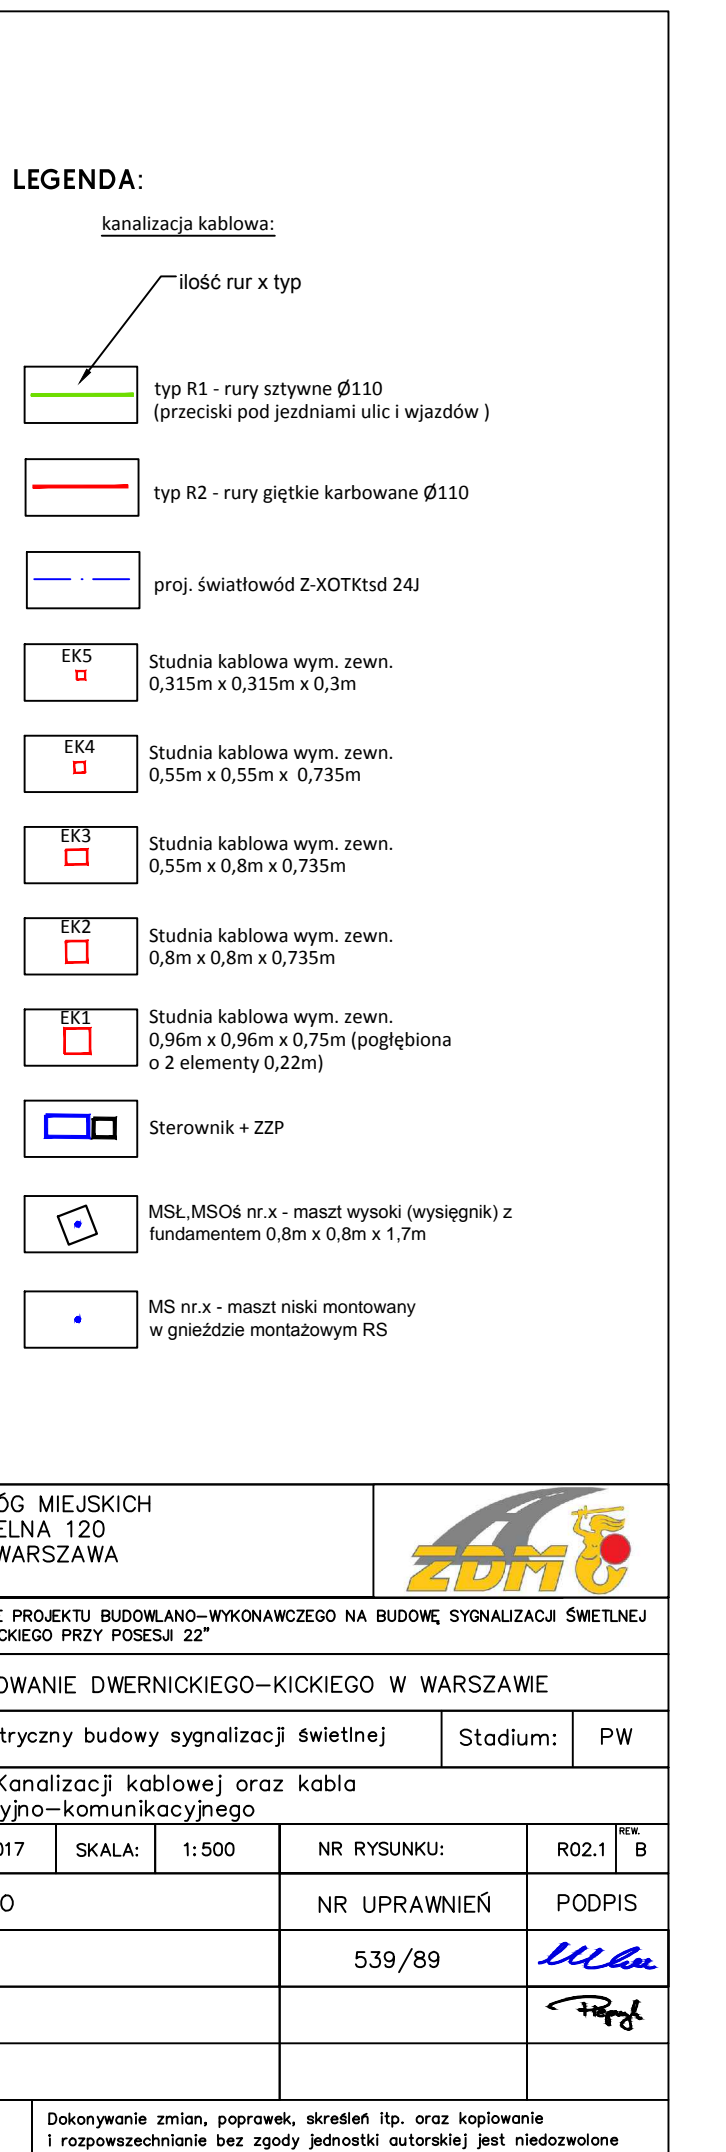 LEGENDA:
kanalizacja kablowa:
ilość rur x typ
typ R1 - rury sztywne Ø110
(przeciski pod jezdniami ulic i wjazdów )
typ R2 - rury giętkie karbowane Ø110
proj. światłowód Z-XOTKtsd 24J
EK5
Studnia kablowa wym. zewn.
0,315m x 0,315m x 0,3m
EK4
Studnia kablowa wym. zewn.
0,55m x 0,55m x  0,735m
EK3
Studnia kablowa wym. zewn.
0,55m x 0,8m x 0,735m
EK2
Studnia kablowa wym. zewn.
0,8m x 0,8m x 0,735m
EK1
Studnia kablowa wym. zewn.
0,96m x 0,96m x 0,75m (pogłębiona
o 2 elementy 0,22m)
Sterownik + ZZP
MSŁ,MSOś nr.x - maszt wysoki (wysięgnik) z
fundamentem 0,8m x 0,8m x 1,7m
MS nr.x - maszt niski montowany
w gnieździe montażowym RS
ÓG MIEJSKICH
ELNA 120
WARSZAWA
ZDM
E PROJEKTU BUDOWLANO-WYKONAWCZEGO NA BUDOWĘ SYGNALIZACJI ŚWIETLNEJ
CKIEGO PRZY POSESJI 22"
OWANIE DWERNICKIEGO-KICKIEGO W WARSZAWIE
tryczny budowy sygnalizacji świetlnej
Stadium:
PW
Kanalizacji kablowej oraz kabla
yjno-komunikacyjnego
017
SKALA:
1:500
NR RYSUNKU:
R02.1
REW.
B
O
NR UPRAWNIEŃ
PODPIS
539/89
Dokonywanie zmian, poprawek, skreśleń itp. oraz kopiowanie
i rozpowszechnianie bez zgody jednostki autorskiej jest niedozwolone